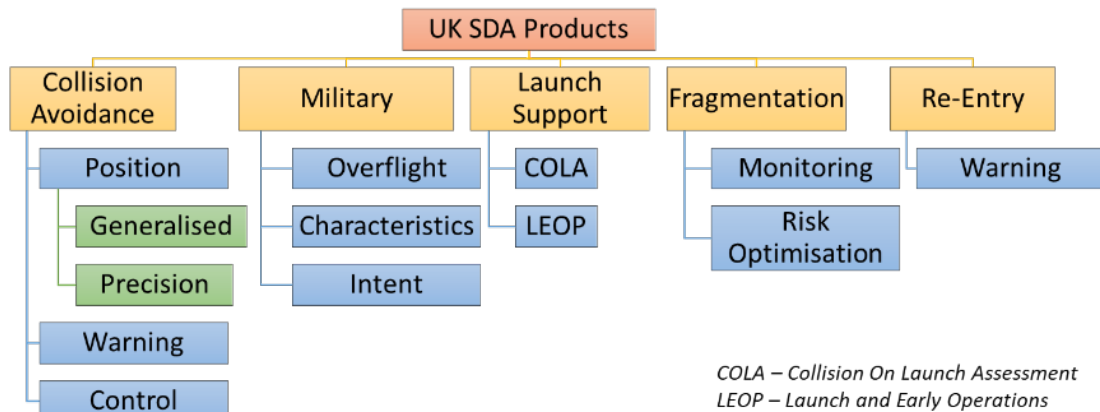 UK SDA Products
Collision
Avoidance
Military
Launch
Support
Fragmentation
Re-Entry
Position
Generalised
Precision
Warning
Control
Overflight
Characteristics
Intent
COLA
LEOP
Monitoring
Risk
Optimisation
Warning
COLA – Collision On Launch Assessment
LEOP – Launch and Early Operations